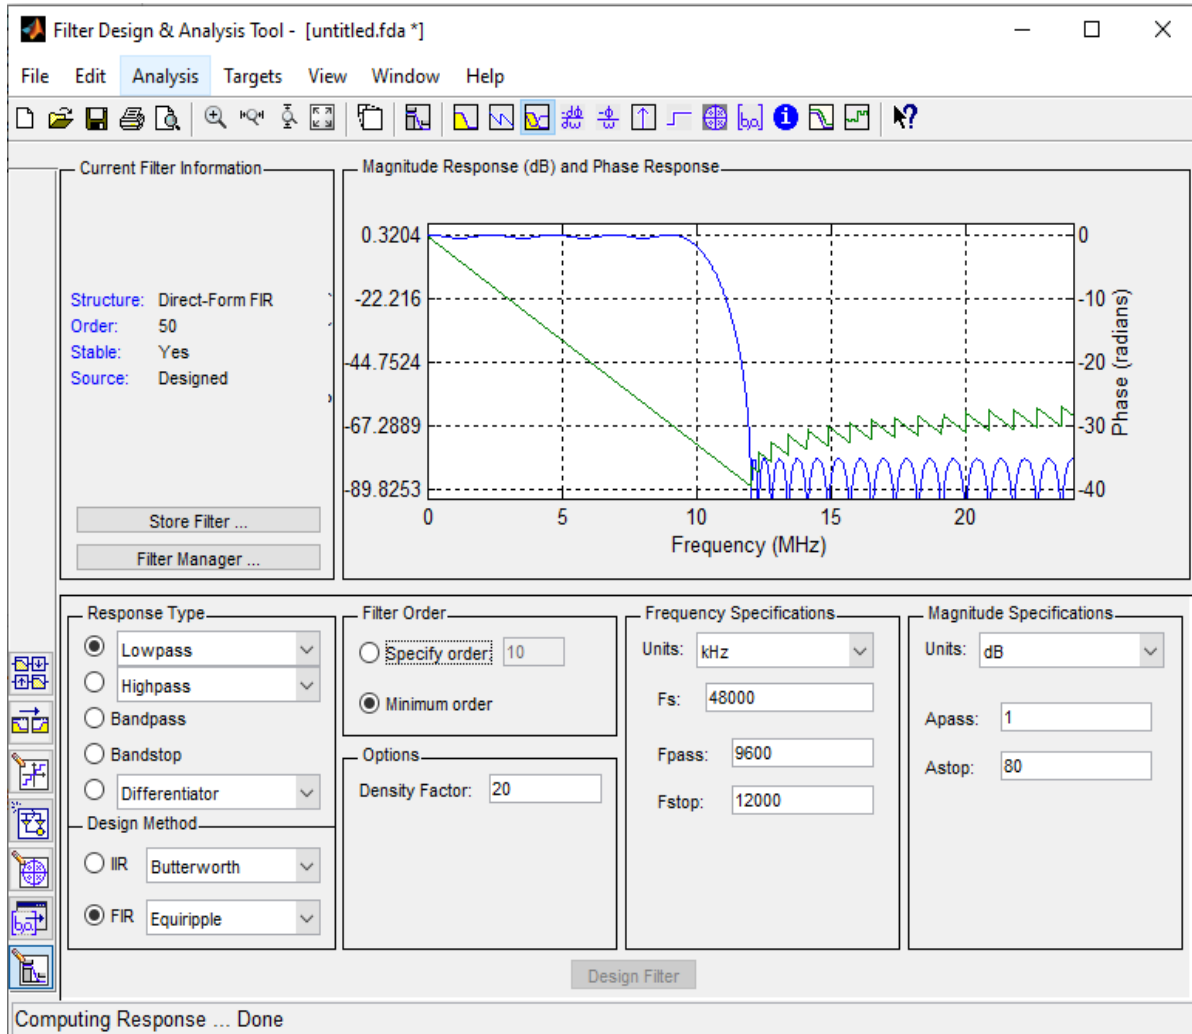 Filter Design & Analysis Tool - [untitled.fda *]
File Edit Analysis Targets View Window Help
Current Filter Information
Structure: Direct-Form FIR
Order: 50
Stable: Yes
Source: Designed
Store Filter ...
Filter Manager ...
Magnitude Response (dB) and Phase Response
0.3204
-22.216
-44.7524
-67.2889
-89.8253
0
-10
-20
-30
-40
Phase (radians)
0 5 10 15 20
Frequency (MHz)
Response Type
Lowpass
Highpass
Bandpass
Bandstop
Differentiator
Design Method
IIR Butterworth
FIR Equiripple
Filter Order
Specify order: 10
Minimum order
Options
Density Factor: 20
Frequency Specifications
Units: kHz
Fs: 48000
Fpass: 9600
Fstop: 12000
Magnitude Specifications
Units: dB
Apass: 1
Astop: 80
Design Filter
Computing Response ... Done